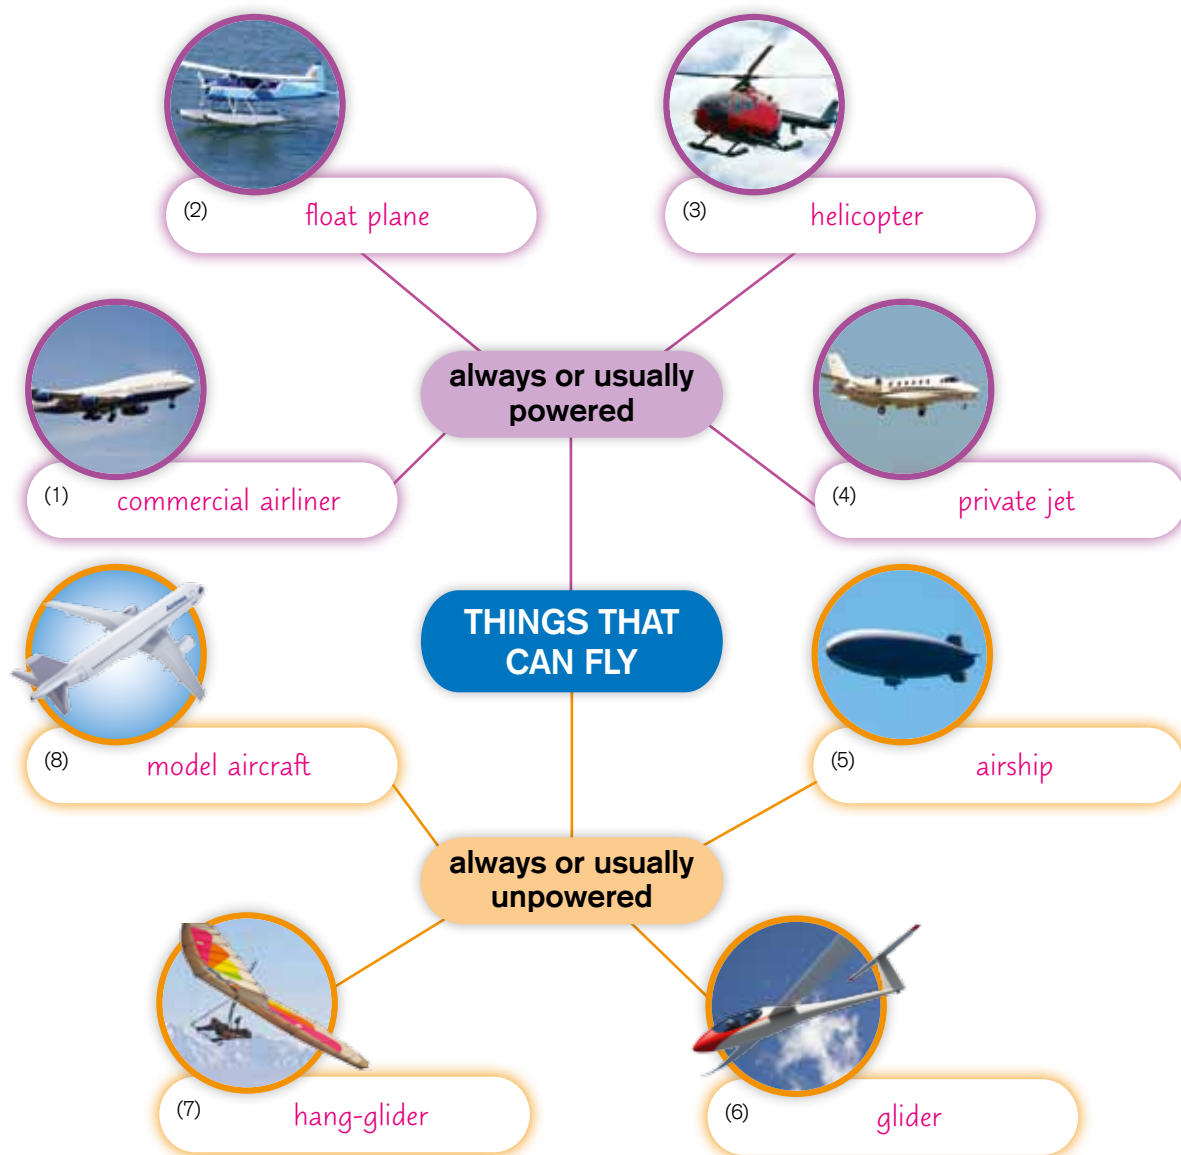 (2) float plane
(3) helicopter
always or usually
powered
(1) commercial airliner
(4) private jet
THINGS THAT
CAN FLY
(8) model aircraft
(5) airship
always or usually
unpowered
(7) hang-glider
(6) glider